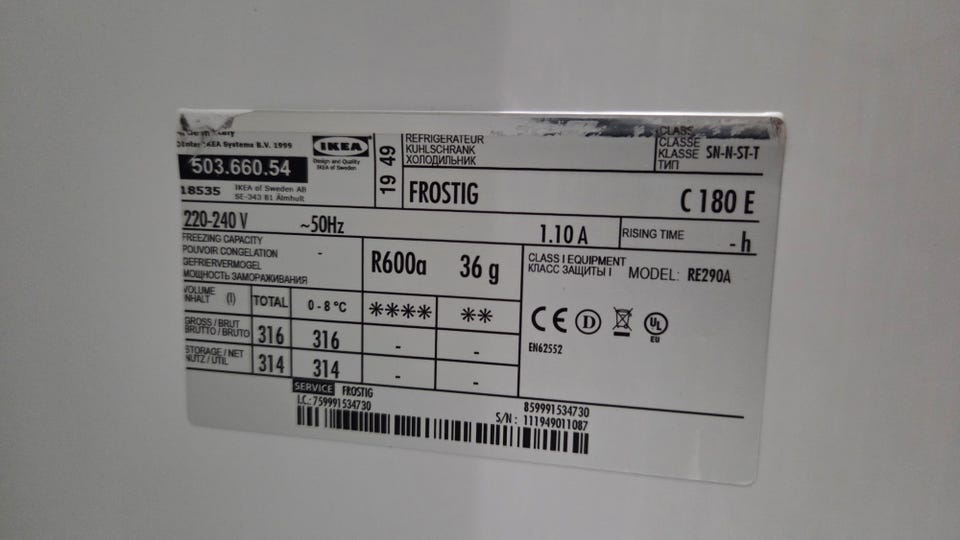 Italy
IKEA Systems B.V. 1999
503.660.54
18535
IKEA of Sweden AB
SE-343 81 Älmhult
IKEA
Design and Quality
IKEA of Sweden
19 49
REFRIGERATEUR
KUHLSCHRANK
ХОЛОДИЛЬНИК
CLASS
CLASSE
KLASSE
ТИП
SN-N-ST-T
FROSTIG
C 180 E
220-240 V
~50Hz
1.10 A
RISING TIME
- h
FREEZING CAPACITY
POUVOIR CONGELATION
GEFRIERVERMOGEL
МОЩНОСТЬ ЗАМОРАЖИВАНИЯ
-
R600a 36 g
CLASS I EQUIPMENT
КЛАСС ЗАЩИТЫ I
MODEL: RE290A
VOLUME
INHALT (l)
TOTAL
0 - 8 °C
****
**
GROSS / BRUT
BRUTTO / BRUTO
316
316
-
-
STORAGE / NET
NUTZ / UTIL
314
314
-
-
CE D UL
EU
EN62552
SERVICE FROSTIG
I.C.: 759991534730
859991534730
S/N : 111949011087